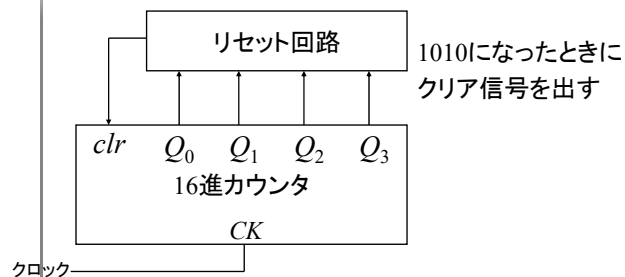 リセット回路
1010になったときに
クリア信号を出す
clr Q0 Q1 Q2 Q3
16進カウンタ
CK
クロック